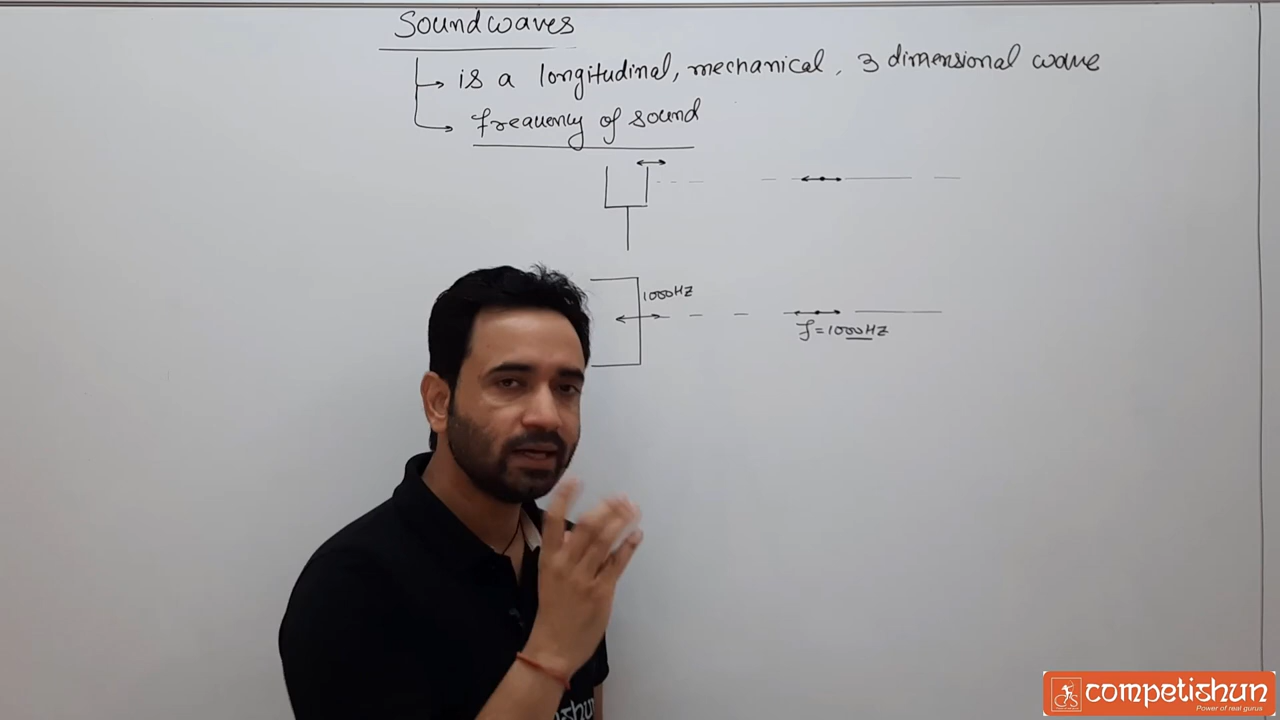 Soundwaves
→ is a longitudinal, mechanical, 3 dimensional wave
→ frequency of sound
1000HZ
f=1000HZ
competishun
Power of real gurus